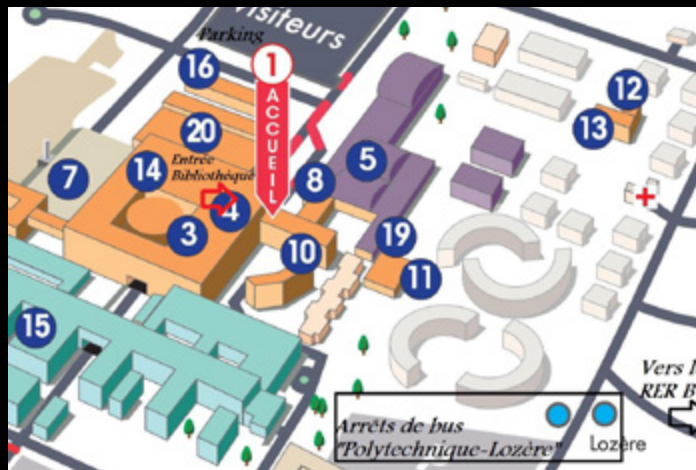 Visiteurs
Parking
1
ACCUEIL
16
20
12
13
14
Entrée
Bibliothéque
5
7
8
4
3
10
19
11
15
Vers
RER B
Arrêts de bus
"Polytechnique-Lozère"
Lozère